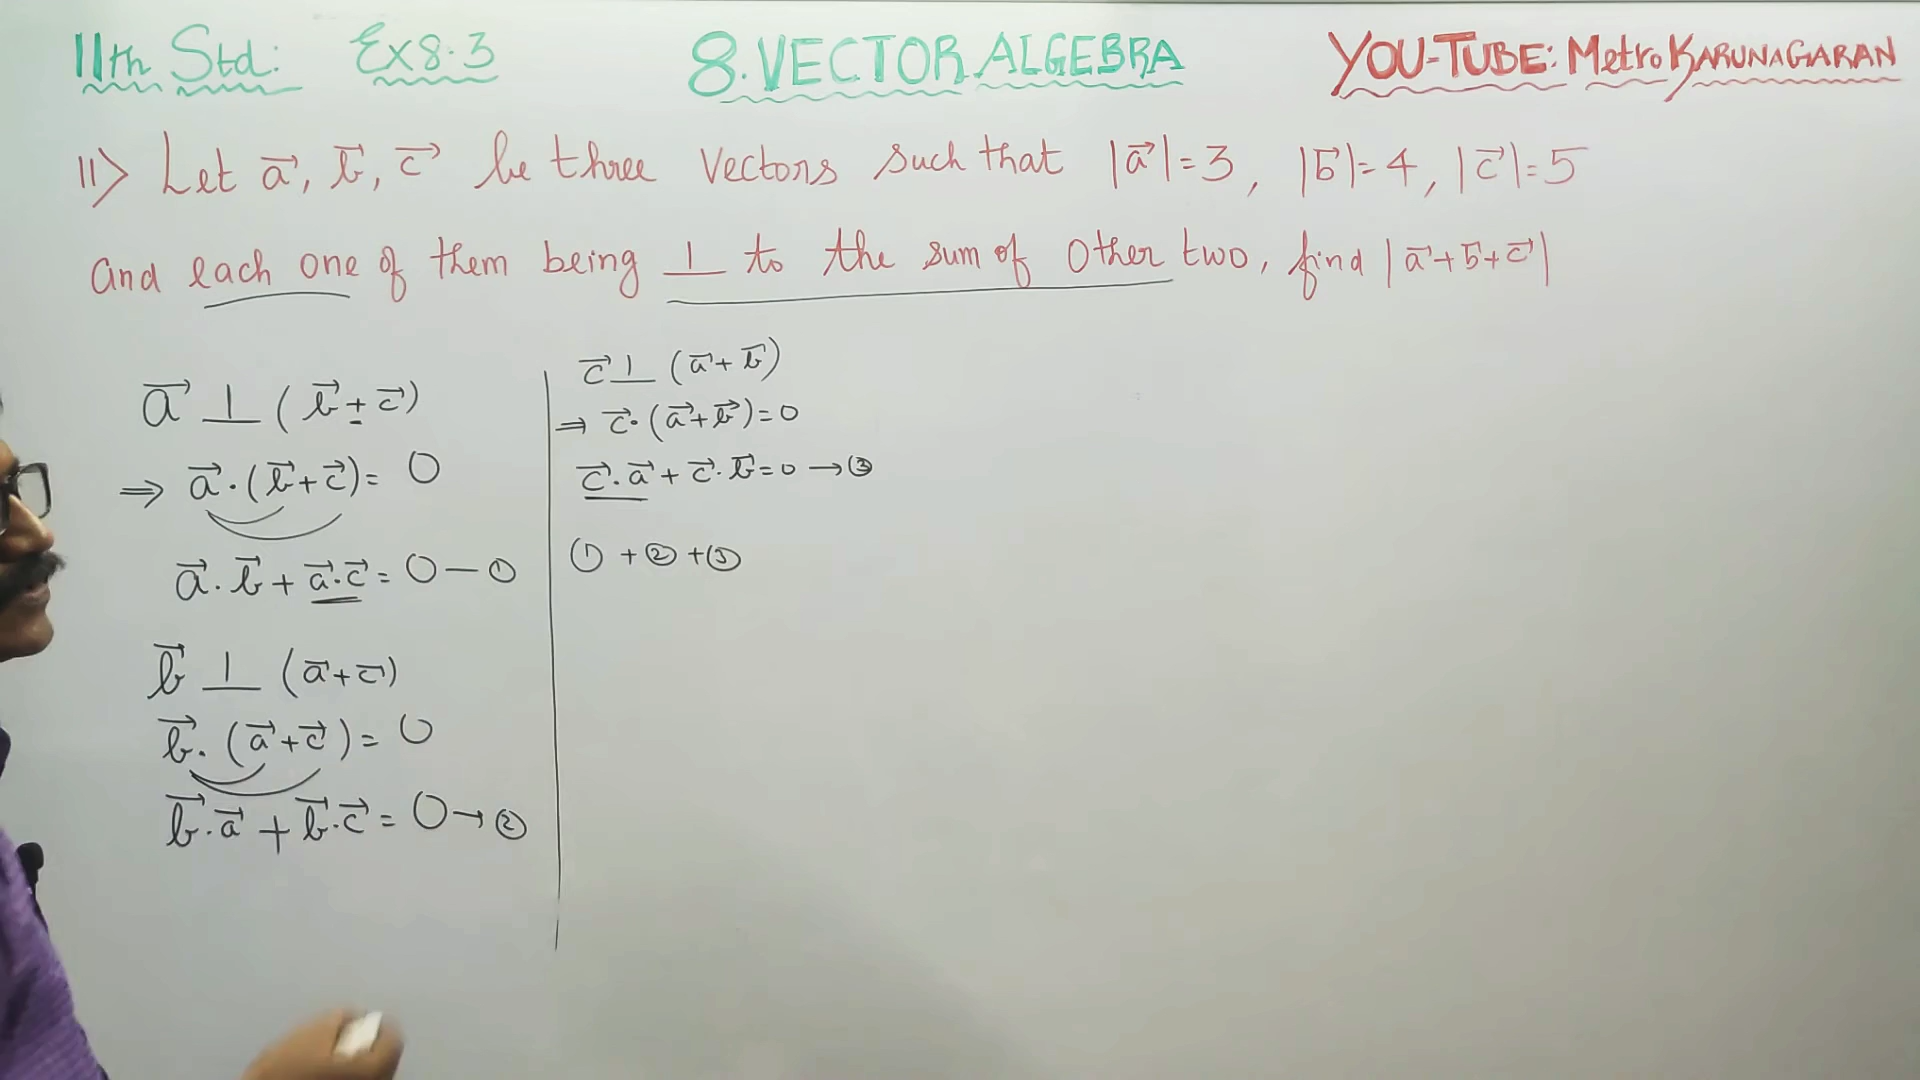 11th Std: Ex 8.3 8. VECTOR ALGEBRA YOU-TUBE: Metro KARUNAGARAN
11> Let a⃗, b⃗, c⃗ be three Vectors such that |a⃗|=3, |b⃗|=4, |c⃗|=5
and each one of them being ⊥ to the sum of Other two, find |a⃗+b⃗+c⃗|
a⃗ ⊥ (b⃗+c⃗)
⇒ a⃗·(b⃗+c⃗)= 0
a⃗.b⃗ + a⃗.c⃗ = 0 — ①
b⃗ ⊥ (a⃗+c⃗)
b⃗. (a⃗+c⃗) = 0
b⃗.a⃗ + b⃗.c⃗ = 0 → ②
c⃗ ⊥ (a⃗+b⃗)
⇒ c⃗·(a⃗+b⃗)=0
c⃗.a⃗ + c⃗.b⃗ = 0 → ③
① + ② + ③